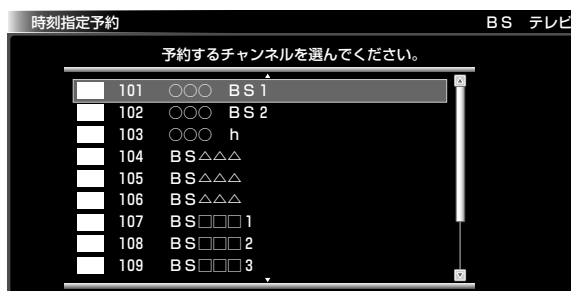 時刻指定予約
BS テレビ
予約するチャンネルを選んでください。
101 ○○○ BS1
102 ○○○ BS2
103 ○○○ h
104 BS△△△
105 BS△△△
106 BS△△△
107 BS□□□1
108 BS□□□2
109 BS□□□3